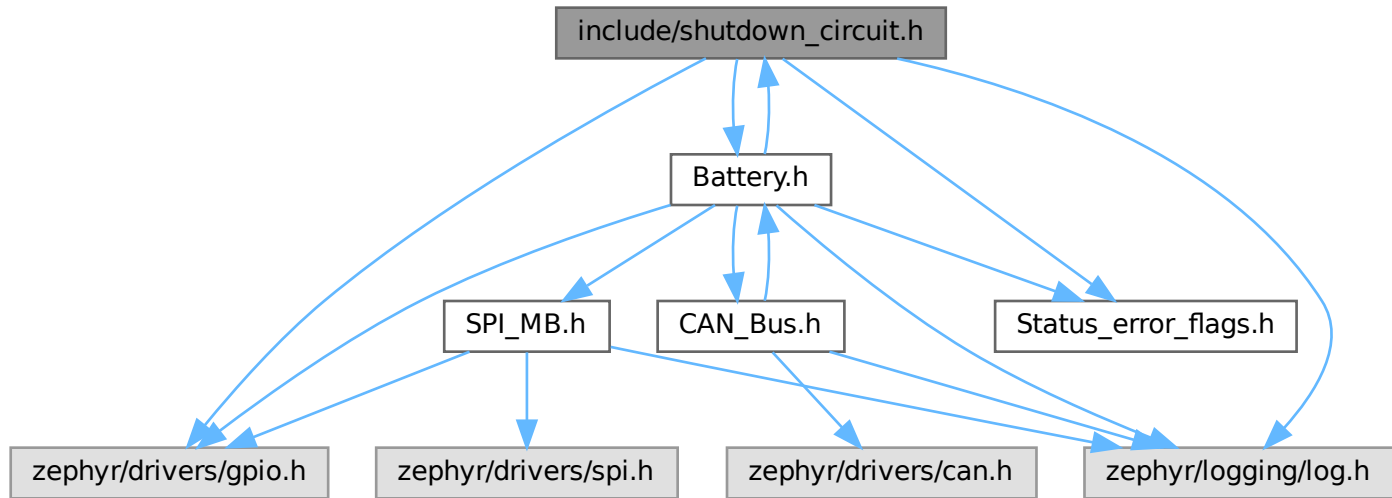 include/shutdown_circuit.h
Battery.h
SPI_MB.h
CAN_Bus.h
Status_error_flags.h
zephyr/drivers/gpio.h
zephyr/drivers/spi.h
zephyr/drivers/can.h
zephyr/logging/log.h